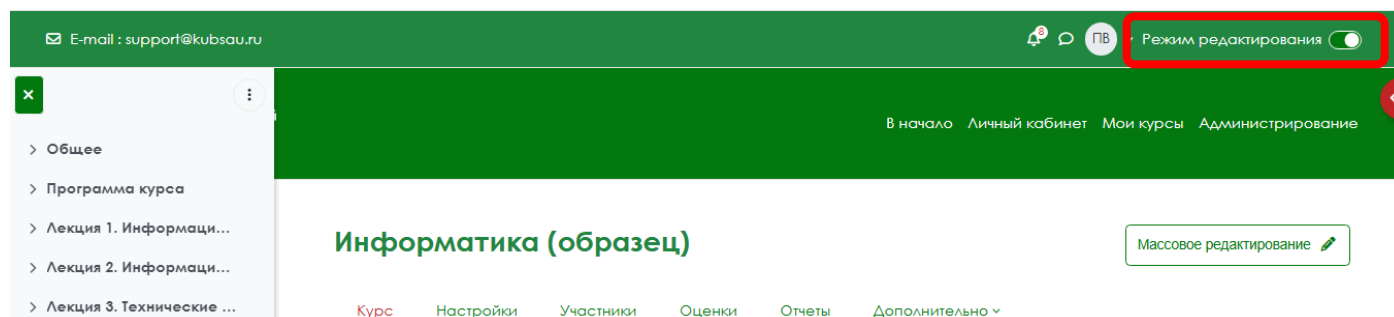 E-mail : support@kubsau.ru
8
ПВ
Режим редактирования
В начало Личный кабинет Мои курсы Администрирование
Общее
Программа курса
Лекция 1. Информаци...
Лекция 2. Информаци...
Лекция 3. Технические ...
Информатика (образец)
Массовое редактирование
Курс Настройки Участники Оценки Отчеты Дополнительно